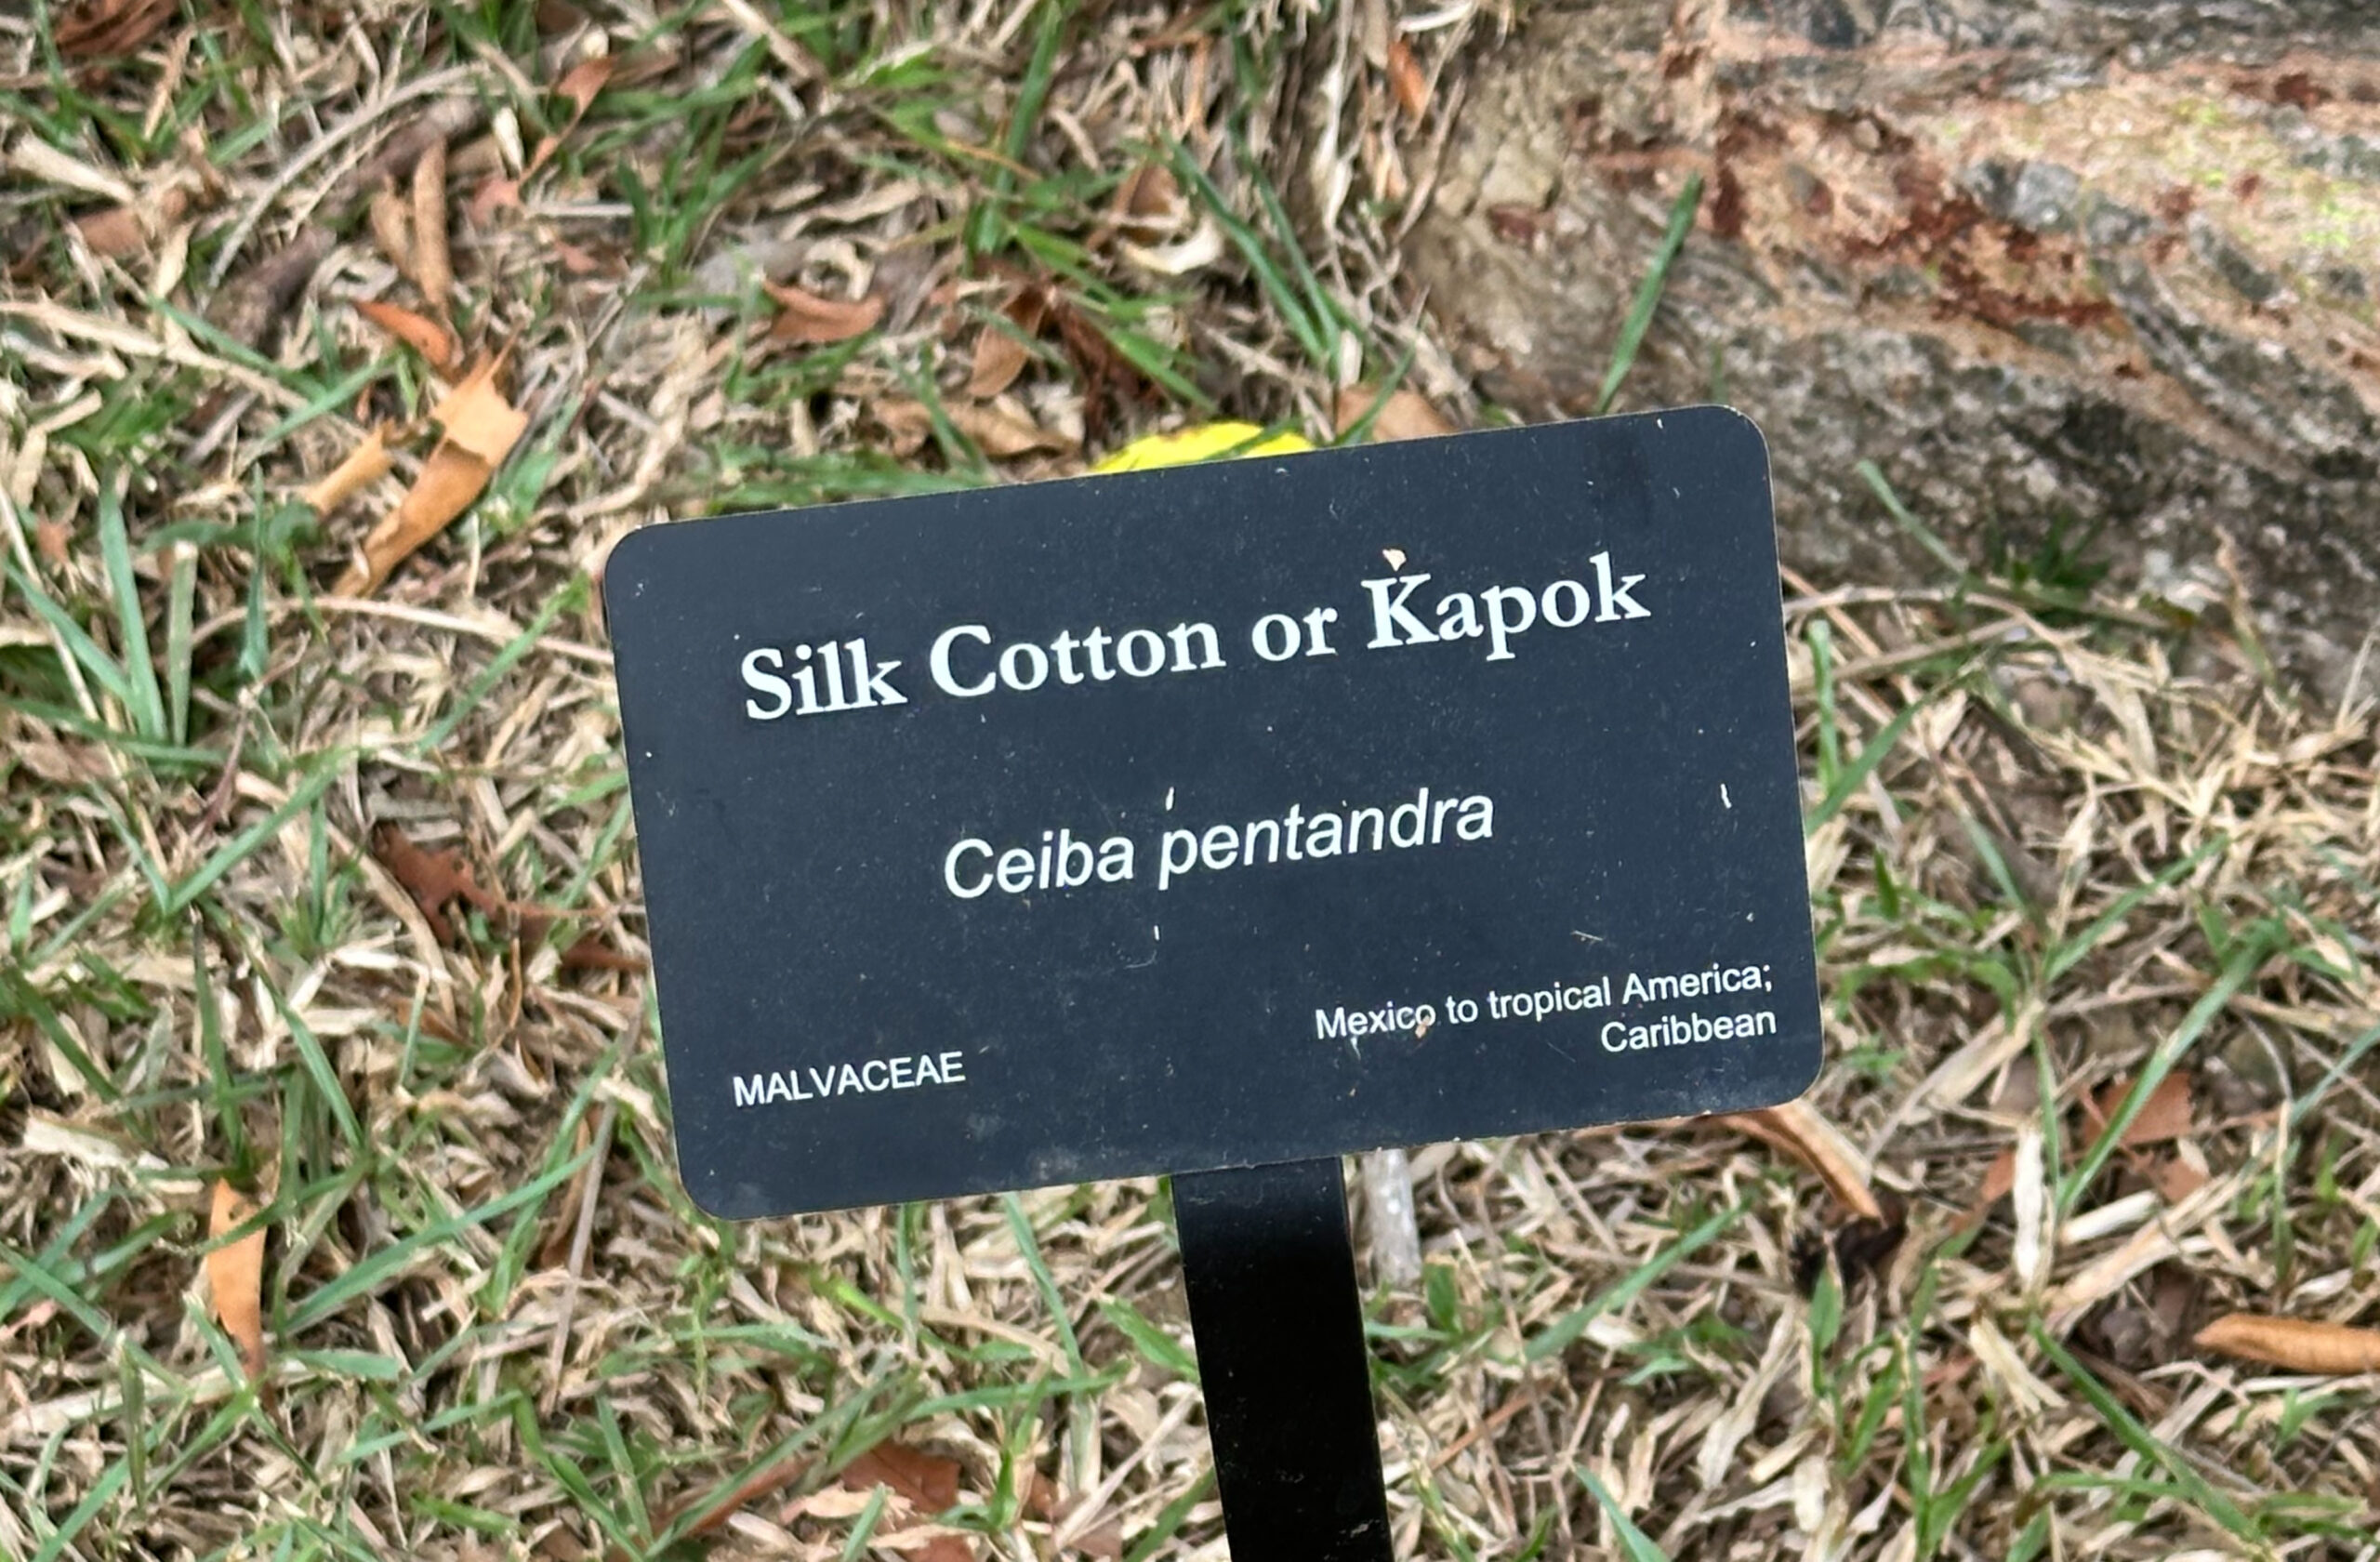 Silk Cotton or Kapok
Ceiba pentandra
MALVACEAE
Mexico to tropical America;
Caribbean